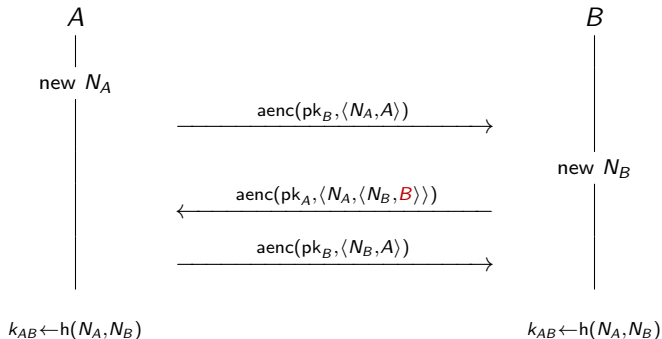 A B
new N_A
aenc(pk_B,⟨N_A,A⟩)
new N_B
aenc(pk_A,⟨N_A,⟨N_B,B⟩⟩)
aenc(pk_B,⟨N_B,A⟩)
k_AB←h(N_A,N_B) k_AB←h(N_A,N_B)